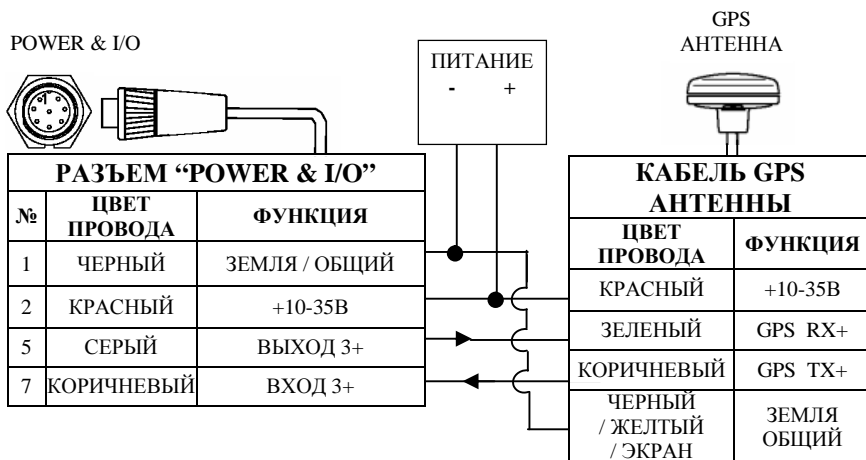 POWER & I/O
GPS
АНТЕННА
ПИТАНИЕ
- +
1
РАЗЪЕМ “POWER & I/O”
№ ЦВЕТ ПРОВОДА ФУНКЦИЯ
1 ЧЕРНЫЙ ЗЕМЛЯ / ОБЩИЙ
2 КРАСНЫЙ +10-35В
5 СЕРЫЙ ВЫХОД 3+
7 КОРИЧНЕВЫЙ ВХОД 3+
КАБЕЛЬ GPS
АНТЕННЫ
ЦВЕТ ПРОВОДА ФУНКЦИЯ
КРАСНЫЙ +10-35В
ЗЕЛЕНЫЙ GPS RX+
КОРИЧНЕВЫЙ GPS TX+
ЧЕРНЫЙ
/ ЖЕЛТЫЙ
/ ЭКРАН
ЗЕМЛЯ
ОБЩИЙ